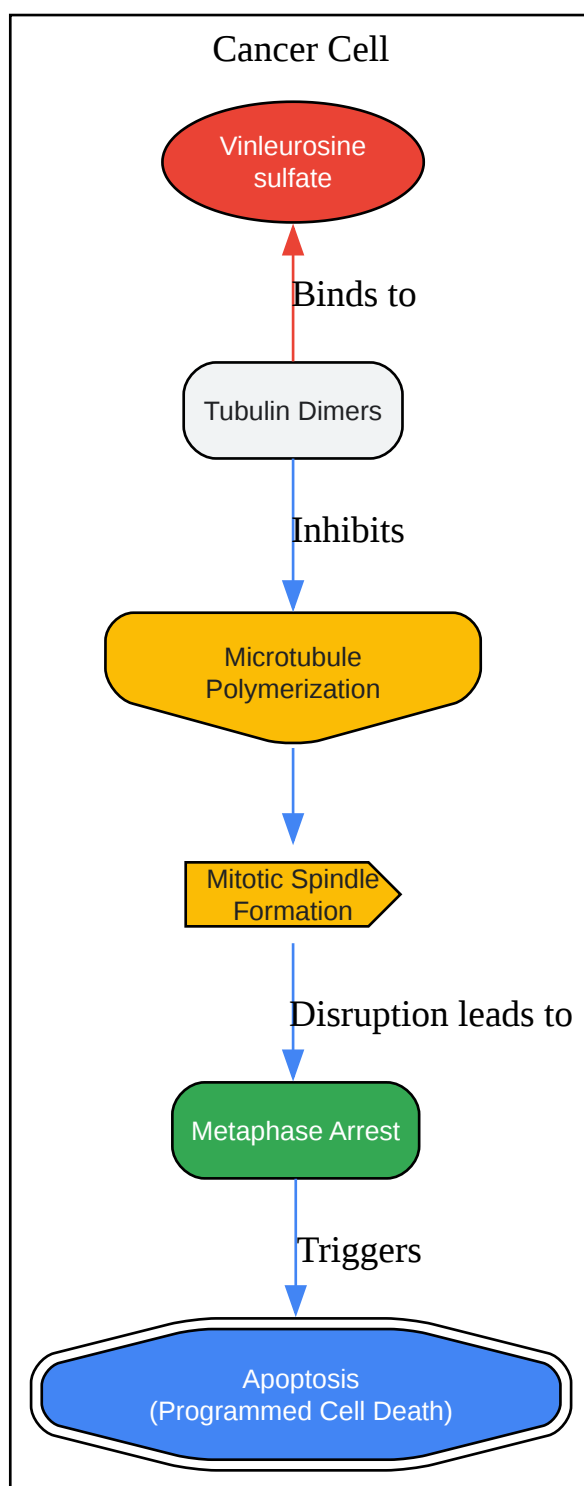 Cancer Cell
Vinleurosine
sulfate
Binds to
Tubulin Dimers
Inhibits
Microtubule
Polymerization
Mitotic Spindle
Formation
Disruption leads to
Metaphase Arrest
Triggers
Apoptosis
(Programmed Cell Death)